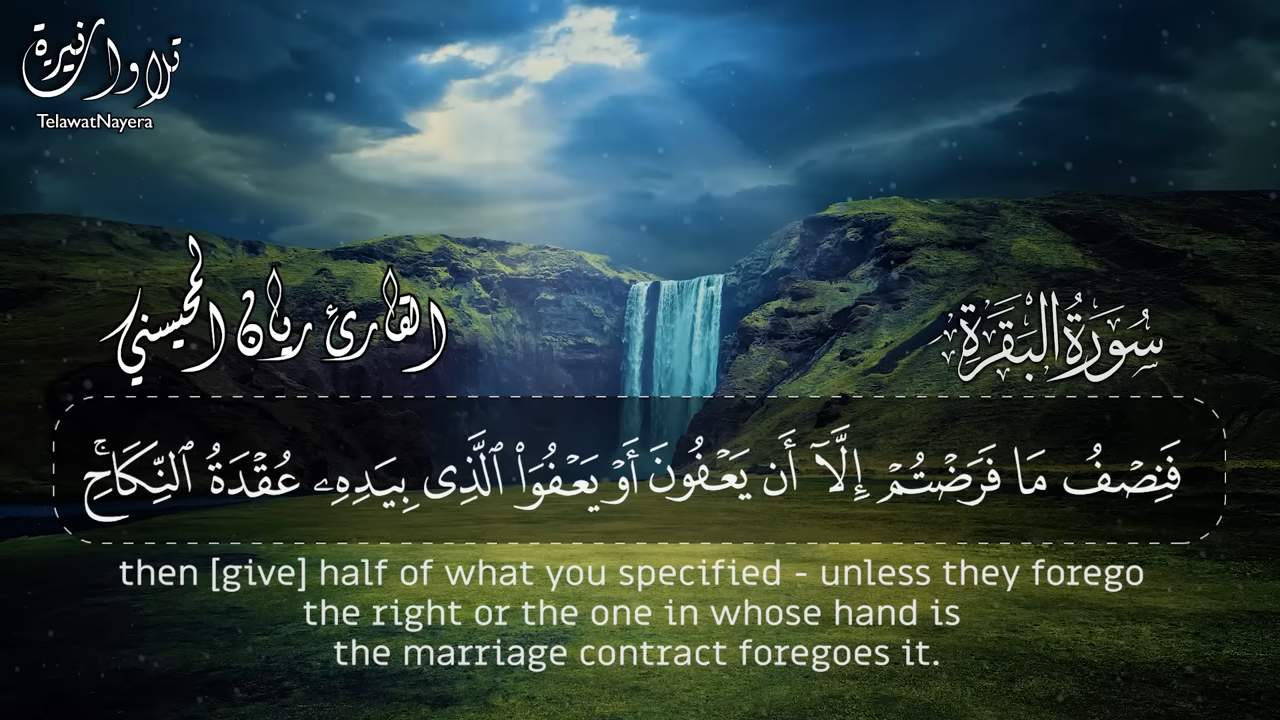 تلاوات نيرة
TelawatNayera
القارئ ريان المحيسني
سُورَةُ البَقَرَةِ
فَنِصْفُ مَا فَرَضْتُمْ إِلَّآ أَن يَعْفُونَ أَوْ يَعْفُوَا۟ ٱلَّذِى بِيَدِهِۦ عُقْدَةُ ٱلنِّكَاحِ ۚ
then [give] half of what you specified - unless they forego
the right or the one in whose hand is
the marriage contract foregoes it.